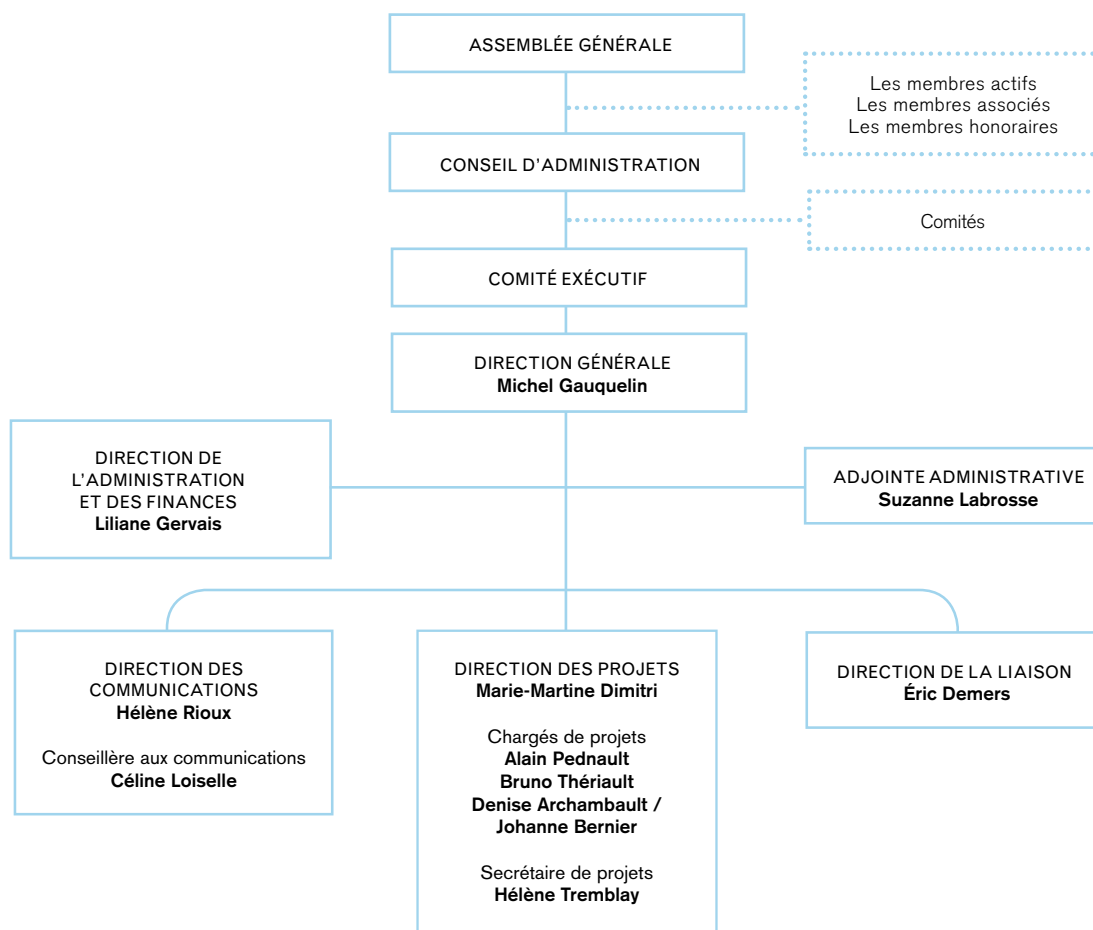 ASSEMBLÉE GÉNÉRALE
Les membres actifs
Les membres associés
Les membres honoraires
CONSEIL D'ADMINISTRATION
Comités
COMITÉ EXÉCUTIF
DIRECTION GÉNÉRALE
Michel Gauquelin
DIRECTION DE
L'ADMINISTRATION
ET DES FINANCES
Liliane Gervais
ADJOINTE ADMINISTRATIVE
Suzanne Labrosse
DIRECTION DES
COMMUNICATIONS
Hélène Rioux
Conseillère aux communications
Céline Loiselle
DIRECTION DES PROJETS
Marie-Martine Dimitri
Chargés de projets
Alain Pednault
Bruno Thériault
Denise Archambault /
Johanne Bernier
Secrétaire de projets
Hélène Tremblay
DIRECTION DE LA LIAISON
Éric Demers